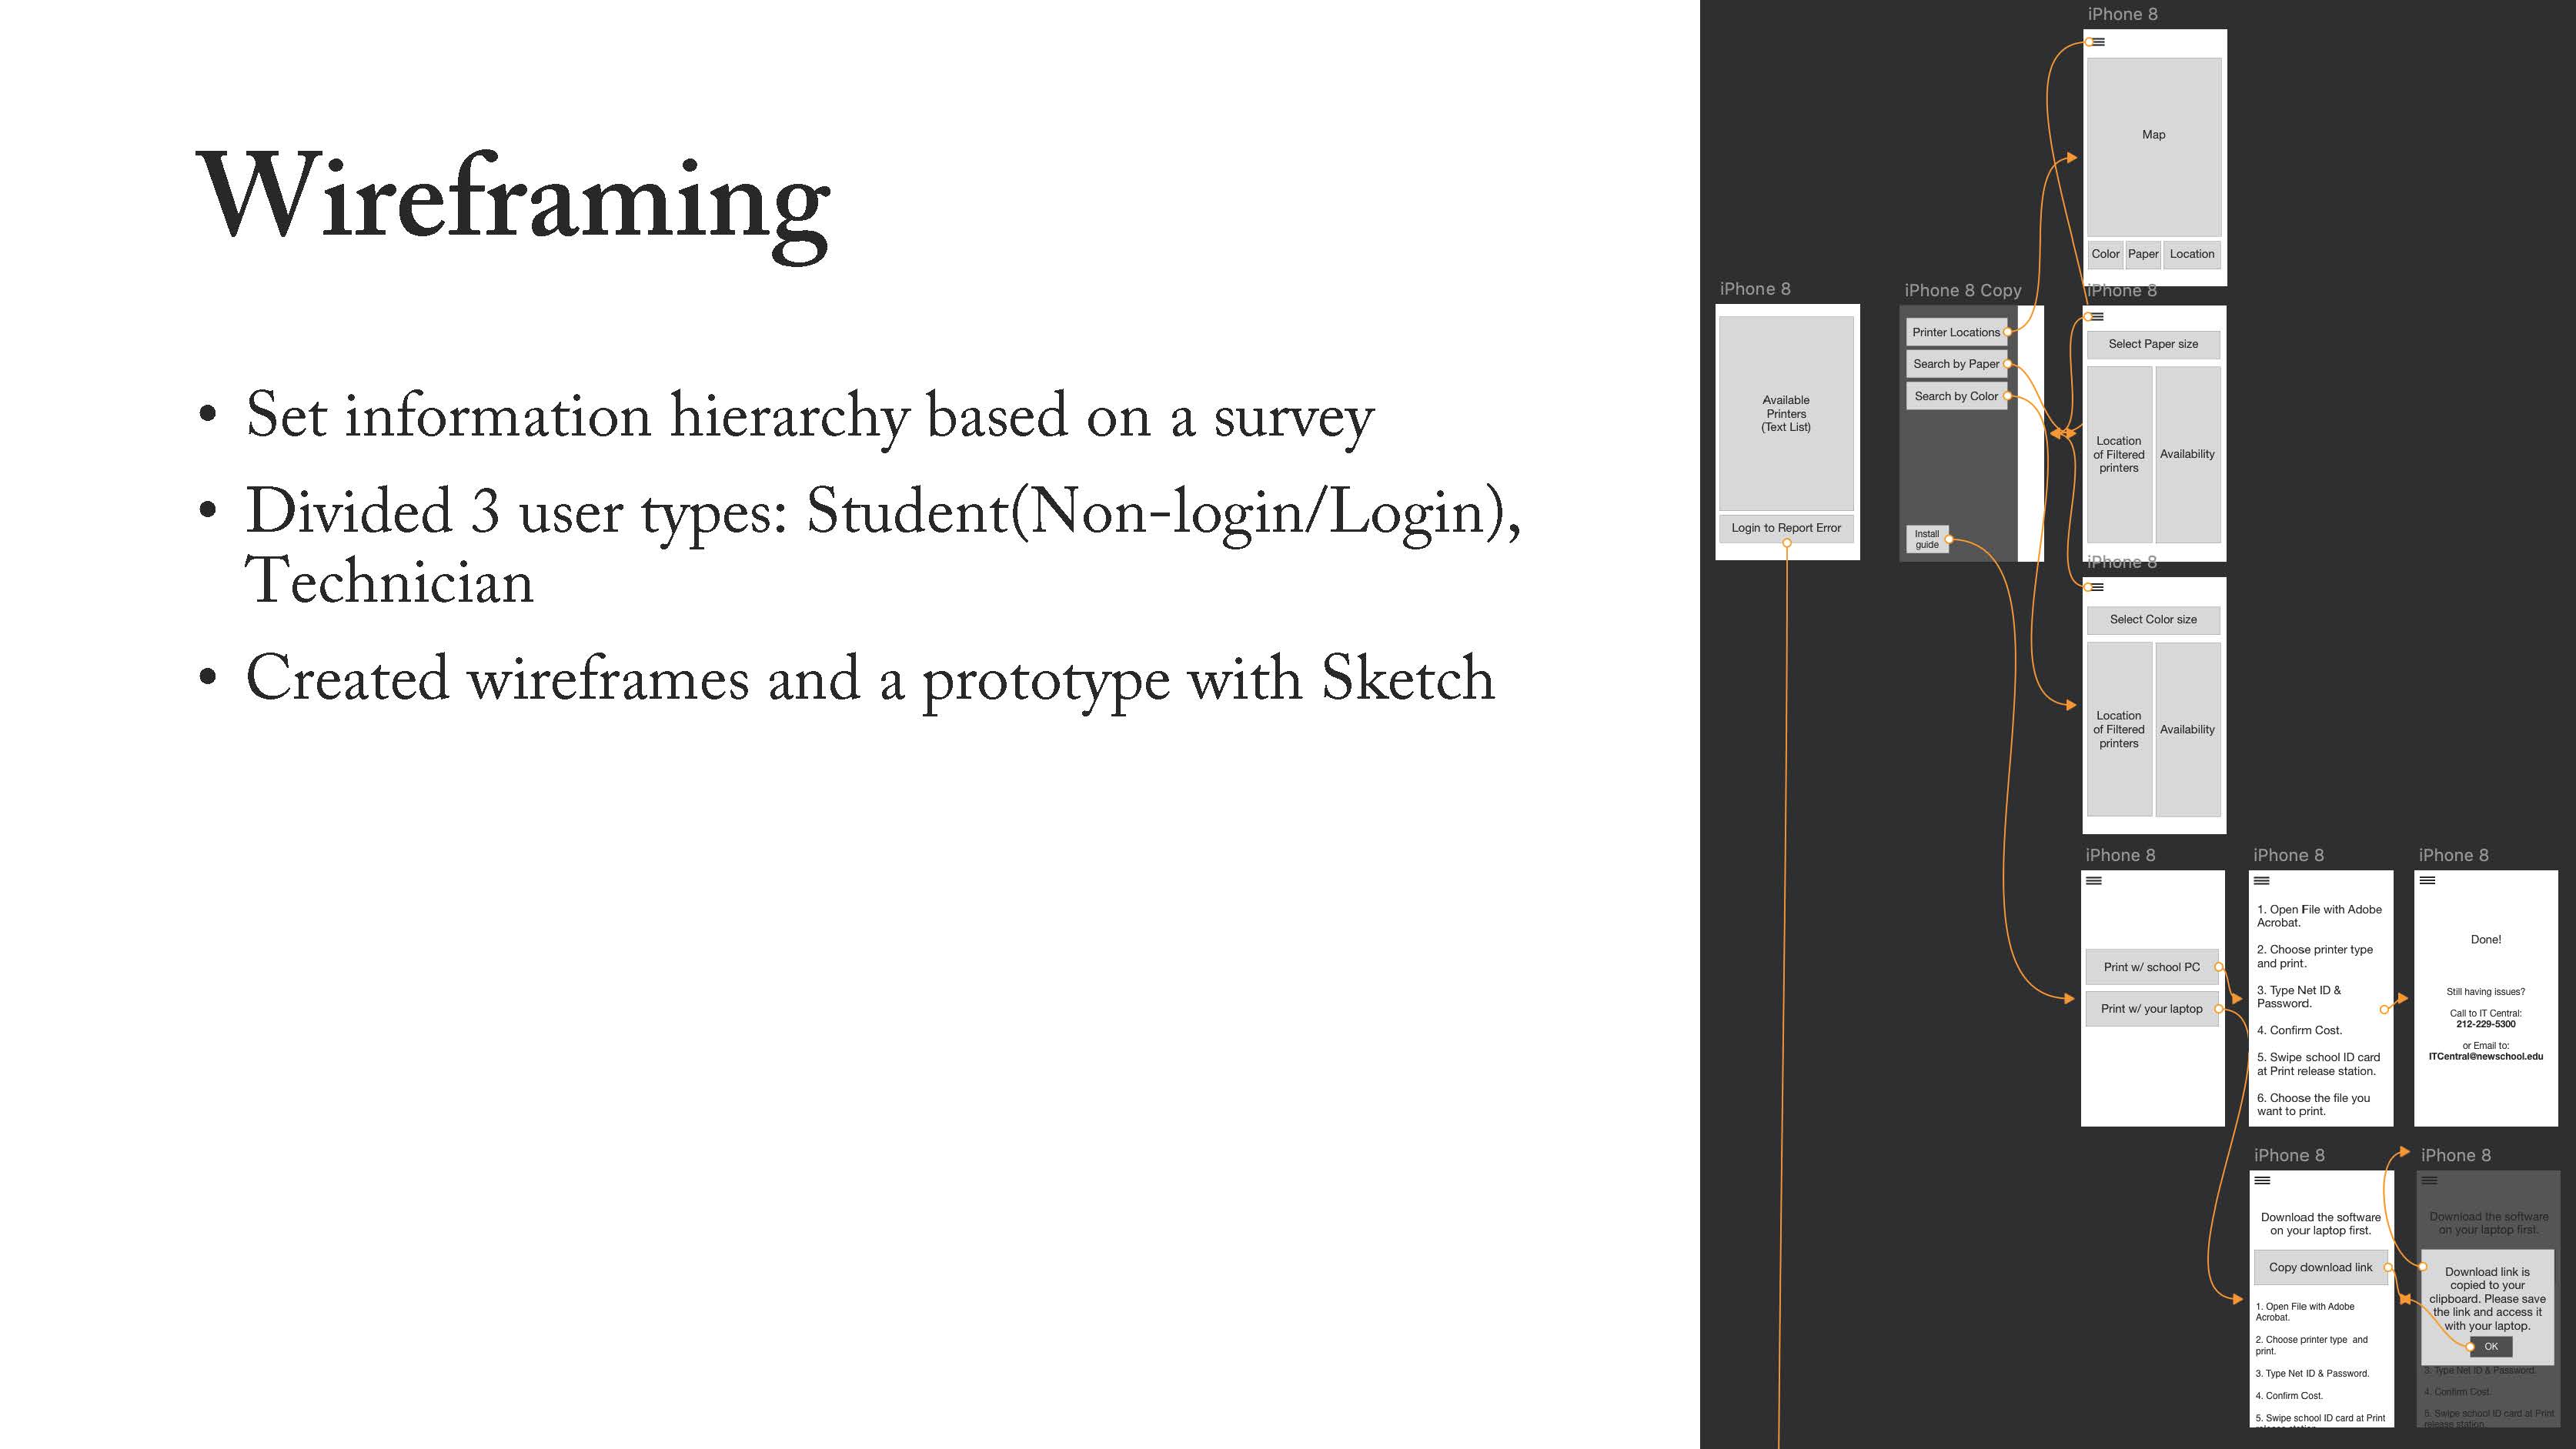 Wireframing
• Set information hierarchy based on a survey
• Divided 3 user types: Student(Non-login/Login),
Technician
• Created wireframes and a prototype with Sketch
iPhone 8
Map
Color
Paper
Location
iPhone 8
Available
Printers
(Text List)
Login to Report Error
iPhone 8 Copy
Printer Locations
Search by Paper
Search by Color
Install
guide
iPhone 8
Select Paper size
Location
of Filtered
printers
Availability
iPhone 8
Select Color size
Location
of Filtered
printers
Availability
iPhone 8
Print w/ school PC
Print w/ your laptop
iPhone 8
1. Open File with Adobe
Acrobat.
2. Choose printer type
and print.
3. Type Net ID &
Password.
4. Confirm Cost.
5. Swipe school ID card
at Print release station.
6. Choose the file you
want to print.
iPhone 8
Done!
Still having issues?
Call to IT Central:
212-229-5300
or Email to:
ITCentral@newschool.edu
iPhone 8
Download the software
on your laptop first.
Copy download link
1. Open File with Adobe
Acrobat.
2. Choose printer type and
print.
3. Type Net ID & Password.
4. Confirm Cost.
5. Swipe school ID card at Print
release station.
iPhone 8
Download the software
on your laptop first.
Download link is
copied to your
clipboard. Please save
the link and access it
with your laptop.
OK
3. Type Net ID & Password.
4. Confirm Cost.
5. Swipe school ID card at Print
release station.